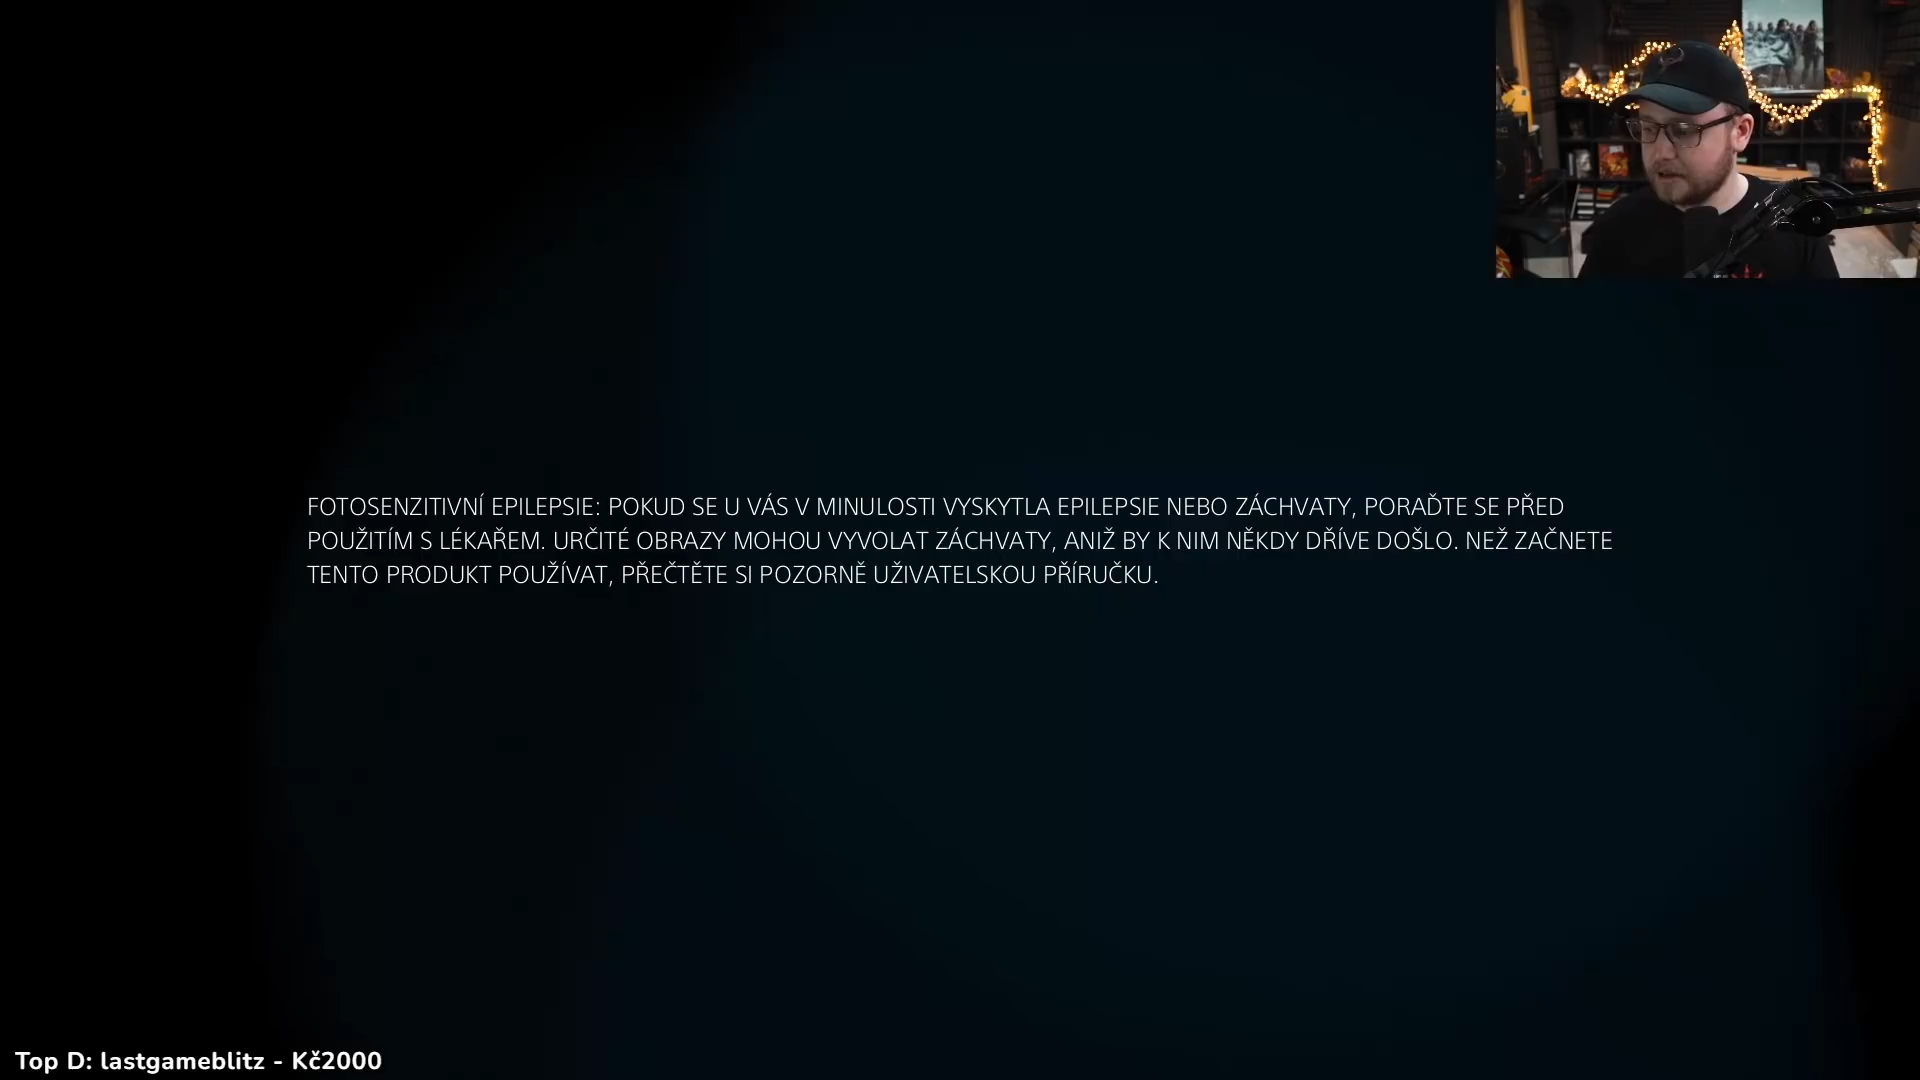 FOTOSENZITIVNÍ EPILEPSIE: POKUD SE U VÁS V MINULOSTI VYSKYTLA EPILEPSIE NEBO ZÁCHVATY, PORAĎTE SE PŘED
POUŽITÍM S LÉKAŘEM. URČITÉ OBRAZY MOHOU VYVOLAT ZÁCHVATY, ANIŽ BY K NIM NĚKDY DŘÍVE DOŠLO. NEŽ ZAČNETE
TENTO PRODUKT POUŽÍVAT, PŘEČTĚTE SI POZORNĚ UŽIVATELSKOU PŘÍRUČKU.
Top D: lastgameblitz - Kč2000